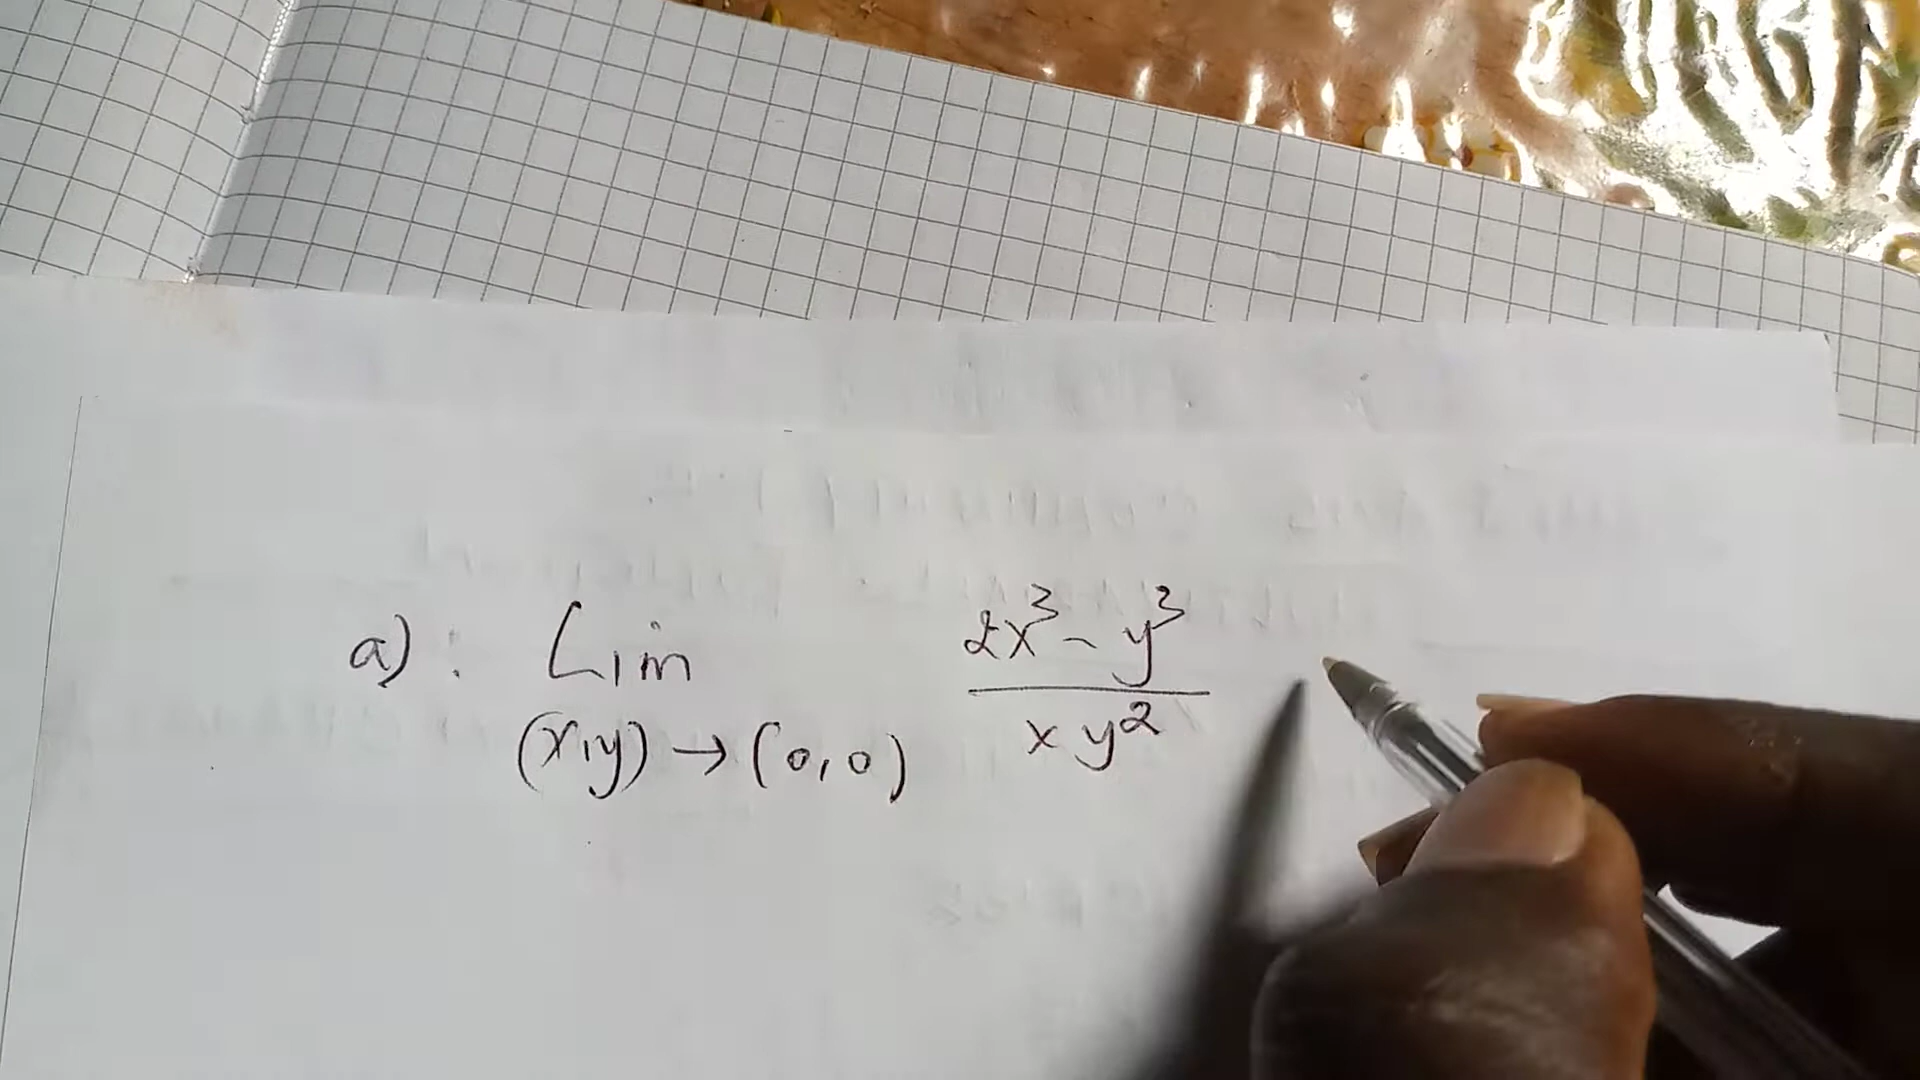 a): Lim 2x³ - y³
(x,y) → (0,0) xy²